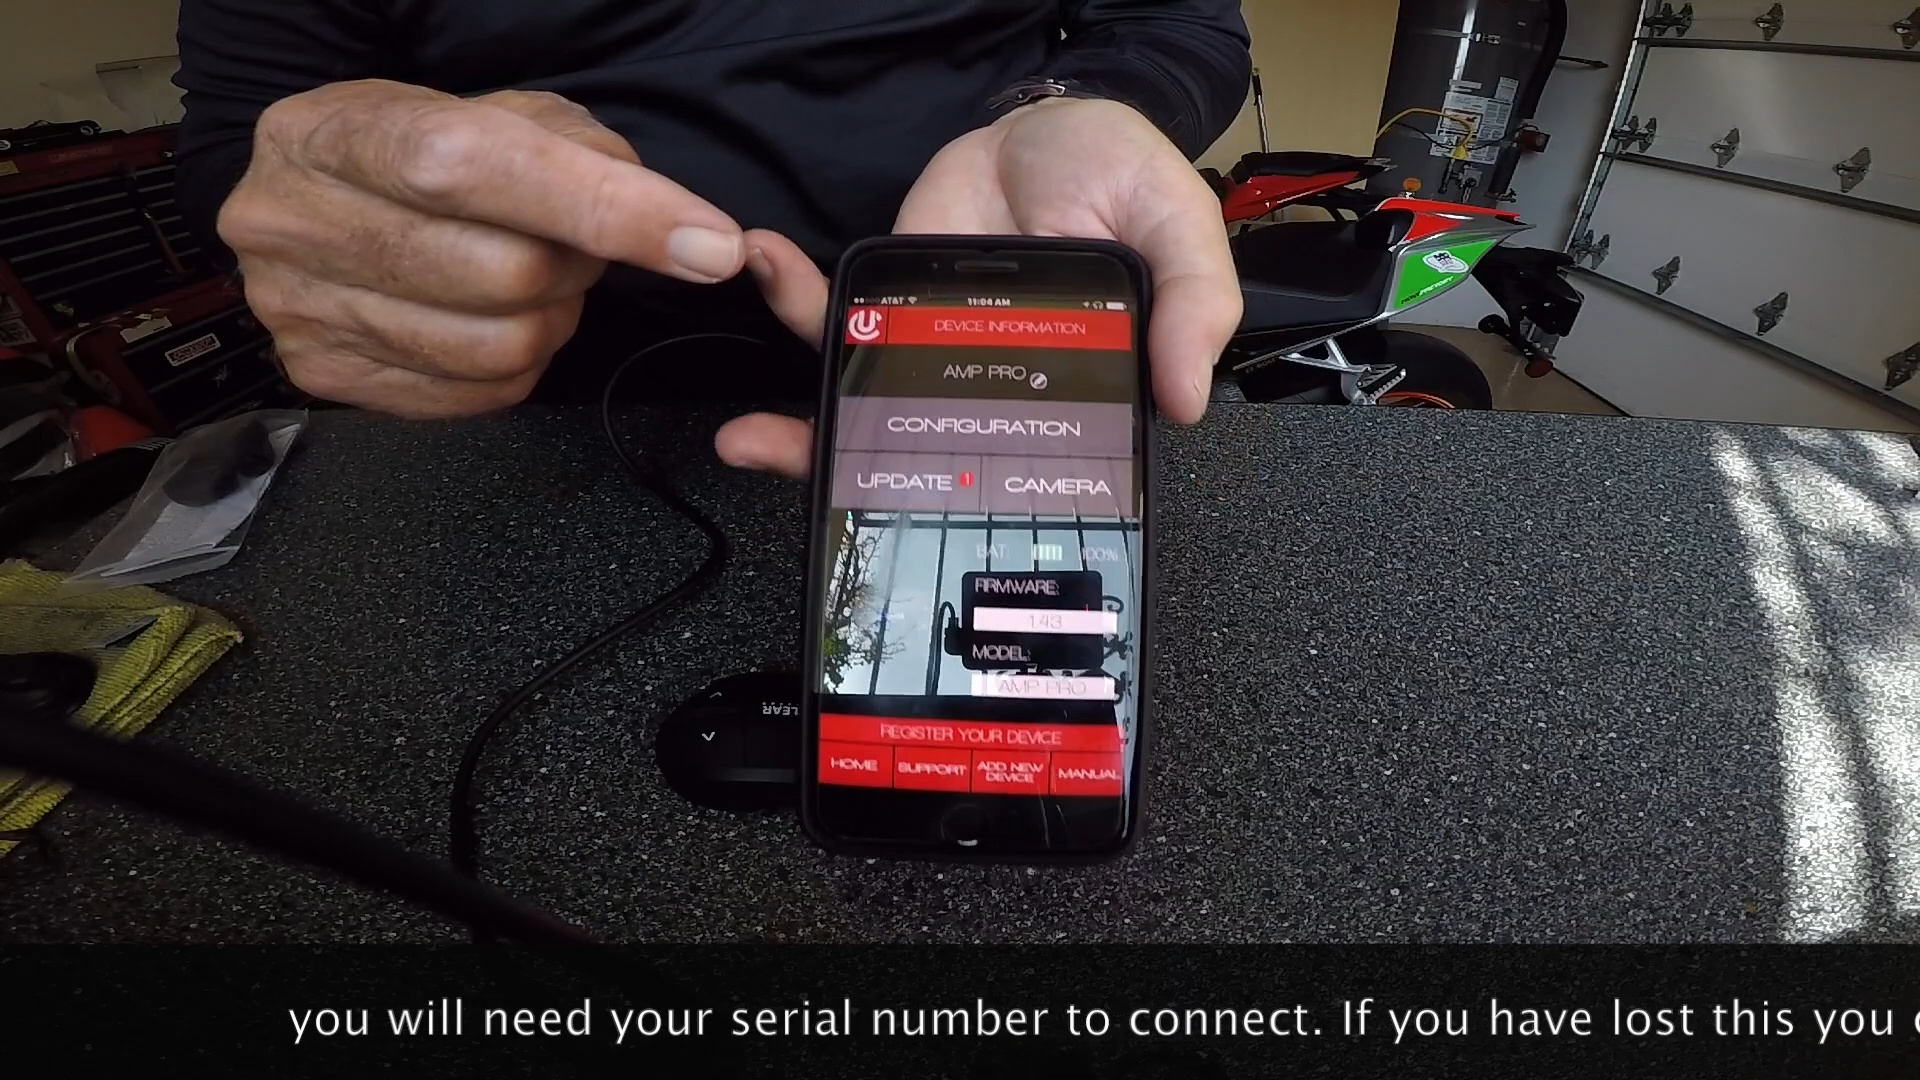 AT&T
11:04 AM
DEVICE INFORMATION
AMP PRO
CONFIGURATION
UPDATE 1
CAMERA
BAT: 100%
FIRMWARE:
1.43
MODEL:
AMP PRO
REGISTER YOUR DEVICE
HOME
SUPPORT
ADD NEW
DEVICE
MANUAL
you will need your serial number to connect. If you have lost this you